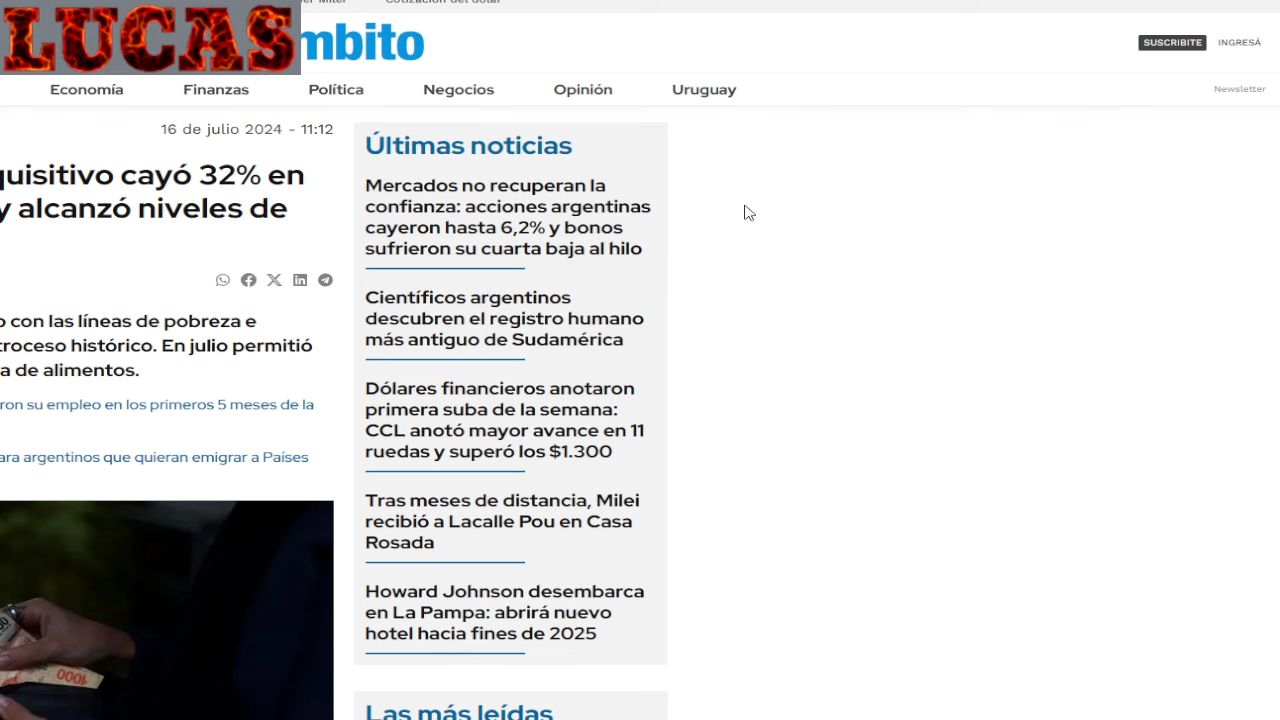 Cotización del dólar
LUCAS
mbito
SUSCRIBITE
INGRESÁ
Economía
Finanzas
Política
Negocios
Opinión
Uruguay
Newsletter
16 de julio 2024 - 11:12
quisitivo cayó 32% en
y alcanzó niveles de
o con las líneas de pobreza e
troceso histórico. En julio permitió
a de alimentos.
ron su empleo en los primeros 5 meses de la
ara argentinos que quieran emigrar a Países
1000
Últimas noticias
Mercados no recuperan la
confianza: acciones argentinas
cayeron hasta 6,2% y bonos
sufrieron su cuarta baja al hilo
Científicos argentinos
descubren el registro humano
más antiguo de Sudamérica
Dólares financieros anotaron
primera suba de la semana:
CCL anotó mayor avance en 11
ruedas y superó los $1.300
Tras meses de distancia, Milei
recibió a Lacalle Pou en Casa
Rosada
Howard Johnson desembarca
en La Pampa: abrirá nuevo
hotel hacia fines de 2025
Las más leídas